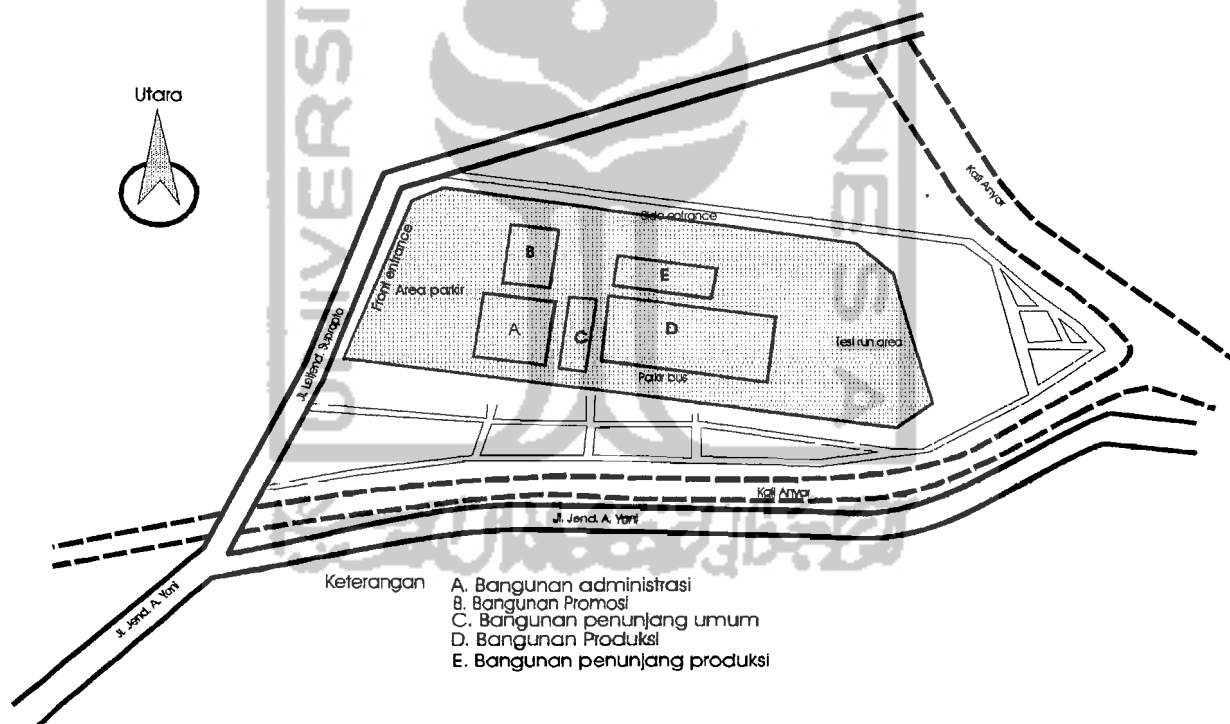 UNIVERSI
ONESIA
Utara
Kali Anyar
Side entrance
Front entrance
Area parkir
B
E
A
C
D
Test run area
Parkir bus
Jl. Letjend. Suprapto
Kali Anyar
Jl. Jend. A. Yani
Jl. Jend. A. Yani
Keterangan
A. Bangunan administrasi
B. Bangunan Promosi
C. Bangunan penunjang umum
D. Bangunan Produksi
E. Bangunan penunjang produksi